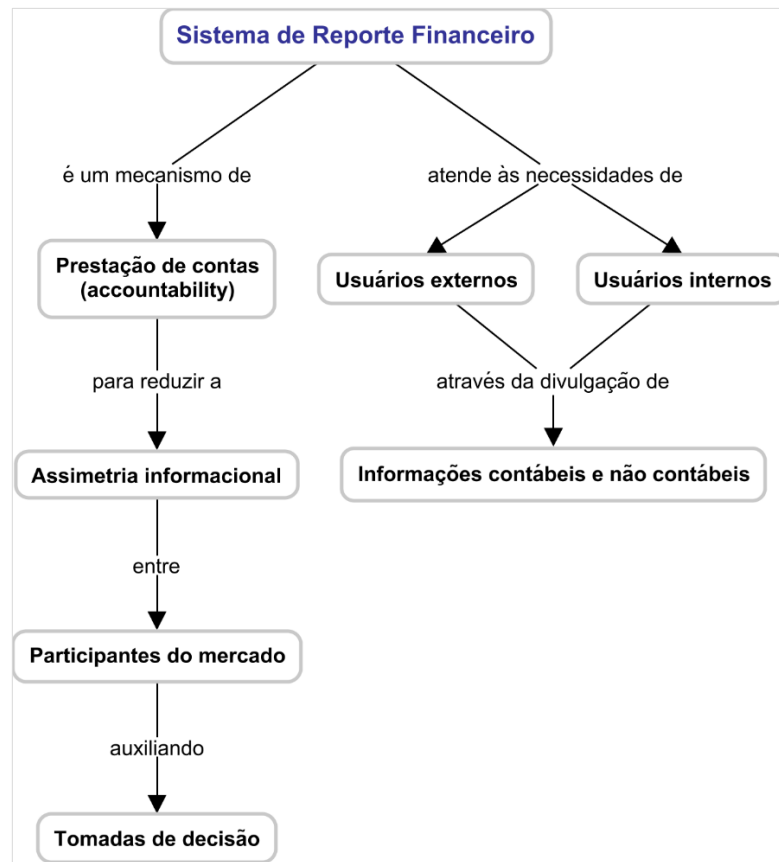 Sistema de Reporte Financeiro
é um mecanismo de
atende às necessidades de
Prestação de contas
(accountability)
Usuários externos
Usuários internos
para reduzir a
através da divulgação de
Assimetria informacional
Informações contábeis e não contábeis
entre
Participantes do mercado
auxiliando
Tomadas de decisão